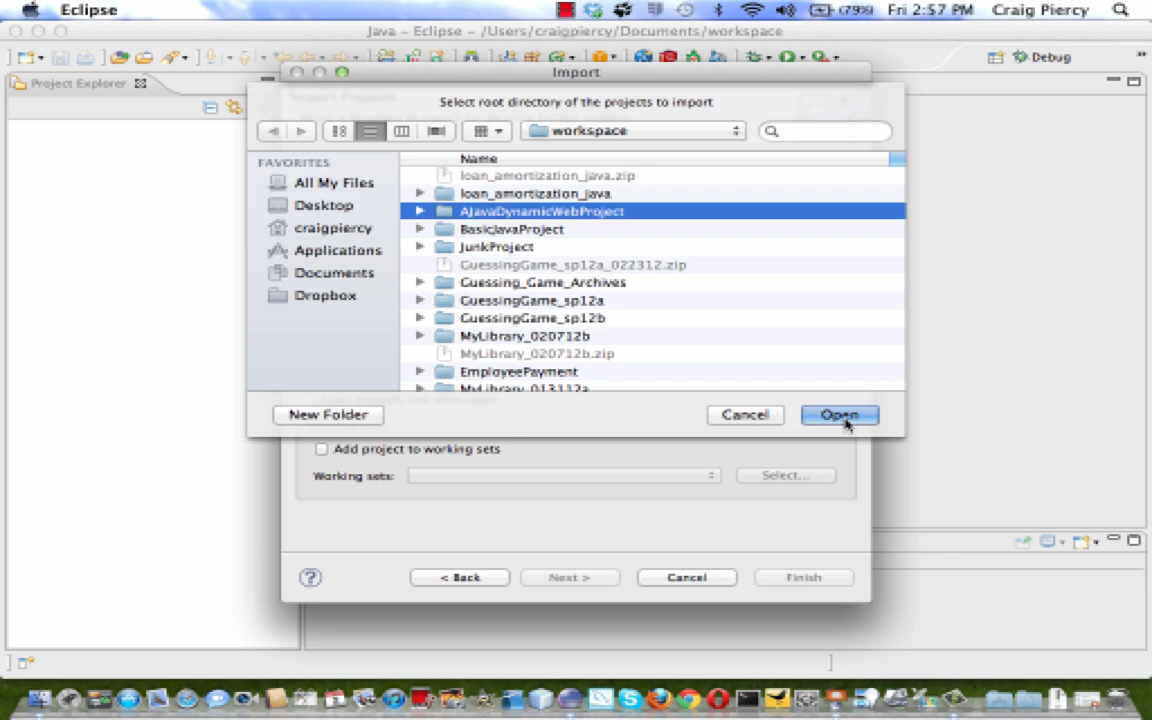 Eclipse (79%) Fri 2:57 PM Craig Piercy
Java – Eclipse – /Users/craigpiercy/Documents/workspace
Debug
Project Explorer
Import
Select root directory of the projects to import
workspace
FAVORITES
All My Files
Desktop
craigpiercy
Applications
Documents
Dropbox
Name
loan_amortization_java.zip
loan_amortization_java
AJavaDynamicWebProject
BasicJavaProject
JunkProject
GuessingGame_sp12a_022312.zip
Guessing_Game_Archives
GuessingGame_sp12a
GuessingGame_sp12b
MyLibrary_020712b
MyLibrary_020712b.zip
EmployeePayment
MyLibrary_013112a
New Folder Cancel Open
Add project to working sets
Working sets: Select...
? < Back Next > Cancel Finish